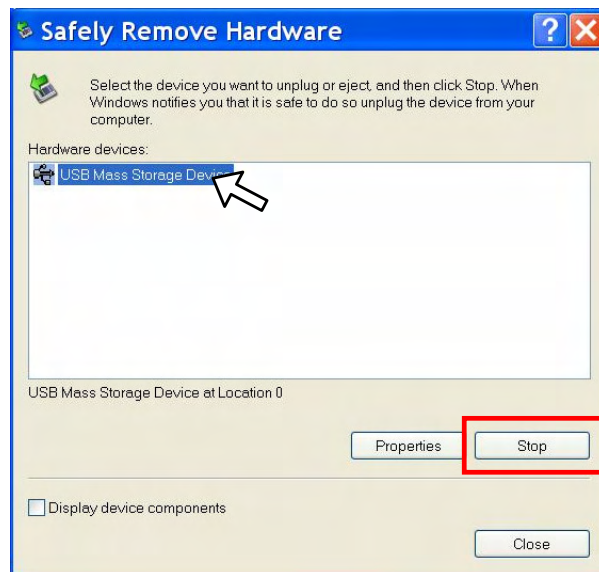 Safely Remove Hardware
Select the device you want to unplug or eject, and then click Stop. When
Windows notifies you that it is safe to do so unplug the device from your
computer.
Hardware devices:
USB Mass Storage Device
USB Mass Storage Device at Location 0
Properties
Stop
Display device components
Close